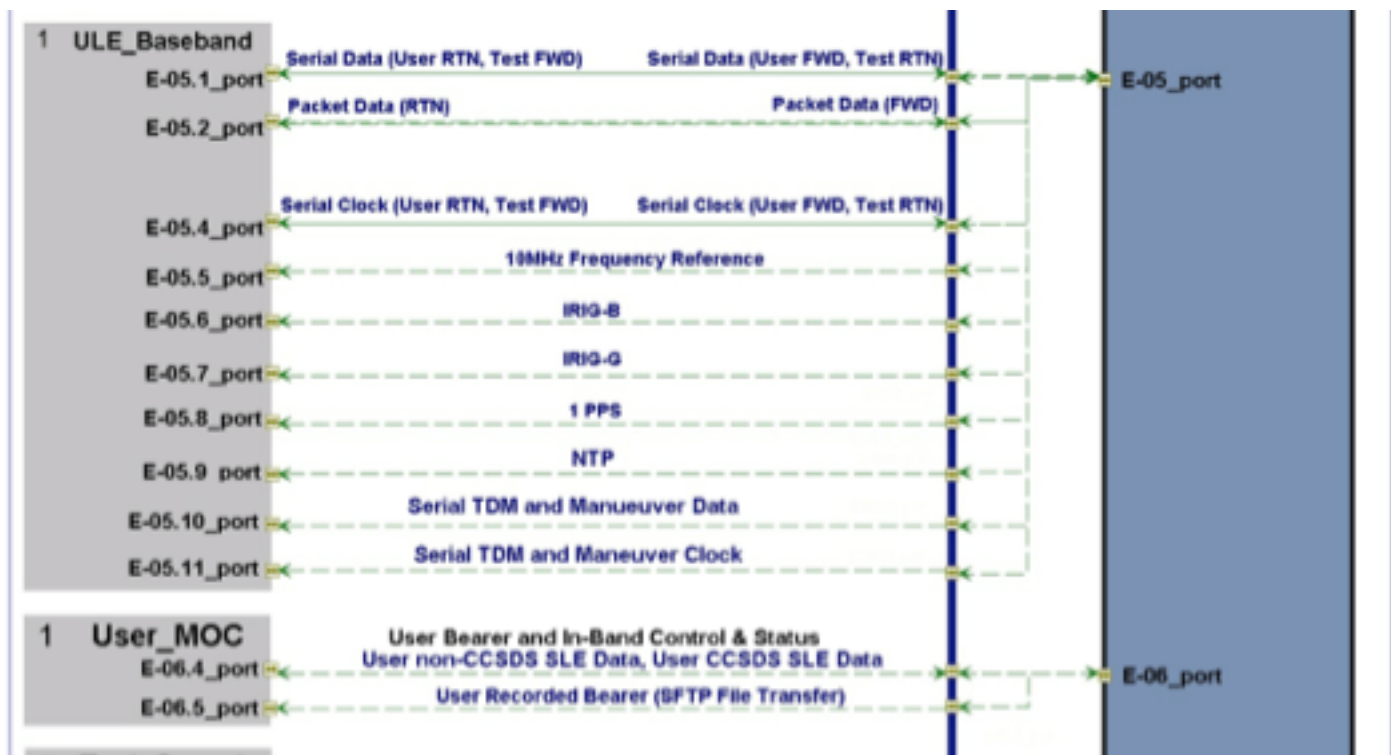 1 ULE_Baseband
Serial Data (User RTN, Test FWD) Serial Data (User FWD, Test RTN)
E-05.1_port E-05_port
Packet Data (RTN) Packet Data (FWD)
E-05.2_port
Serial Clock (User RTN, Test FWD) Serial Clock (User FWD, Test RTN)
E-05.4_port
10MHz Frequency Reference
E-05.5_port
IRIG-B
E-05.6_port
IRIG-G
E-05.7_port
1 PPS
E-05.8_port
NTP
E-05.9 port
Serial TDM and Manueuver Data
E-05.10_port
Serial TDM and Maneuver Clock
E-05.11_port
1 User_MOC
User Bearer and In-Band Control & Status
User non-CCSDS SLE Data, User CCSDS SLE Data
E-06.4_port E-06_port
User Recorded Bearer (SFTP File Transfer)
E-06.5_port